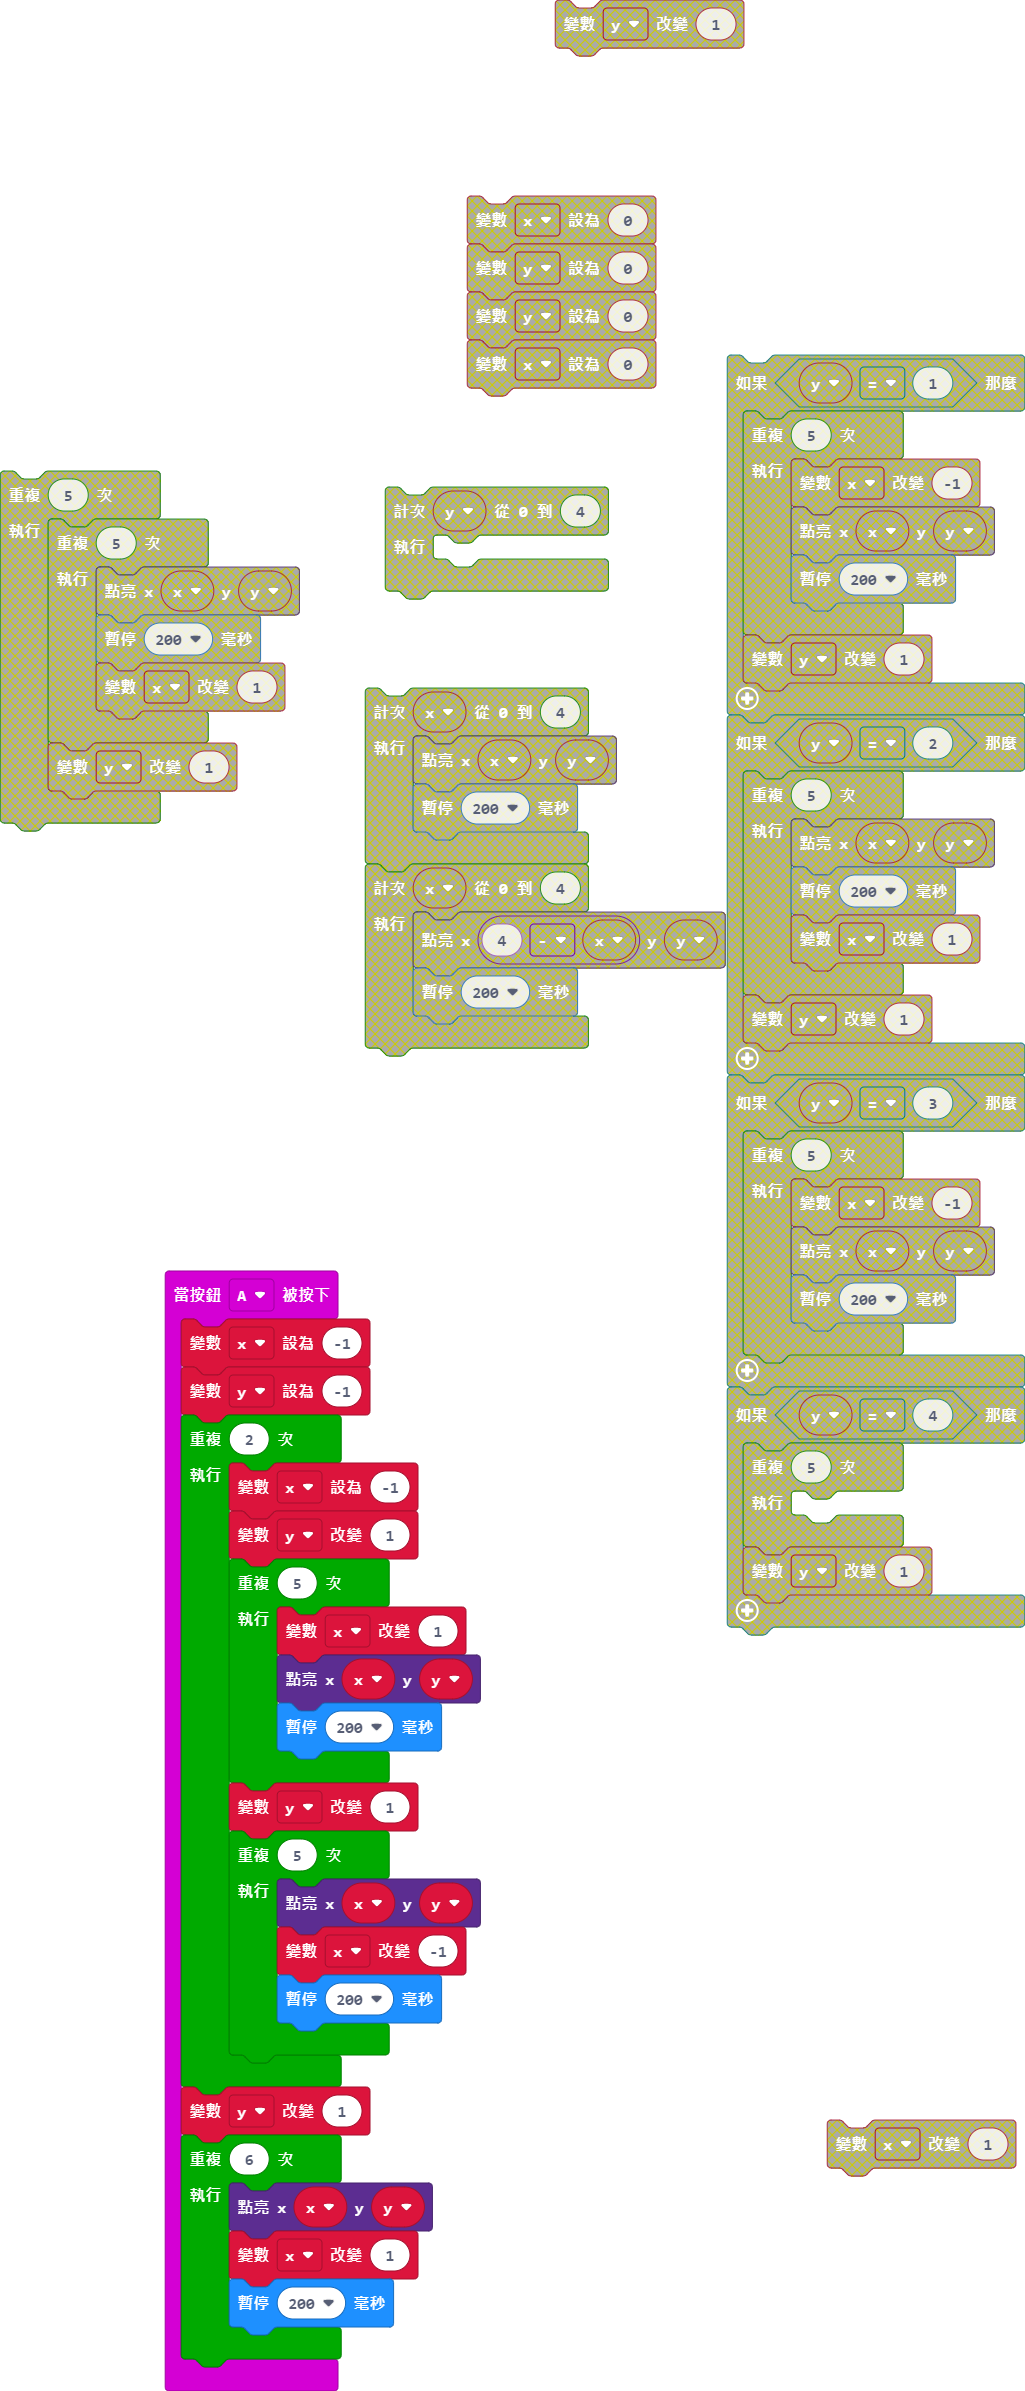 變數 y 改變 1
變數 x 設為 0
變數 y 設為 0
變數 y 設為 0
變數 x 設為 0
重複 5 次
執行
重複 5 次
執行
點亮 x x y y
暫停 200 毫秒
變數 x 改變 1
變數 y 改變 1
計次 y 從 0 到 4
執行
計次 x 從 0 到 4
執行
點亮 x x y y
暫停 200 毫秒
計次 x 從 0 到 4
執行
點亮 x 4 - x y y
暫停 200 毫秒
如果 y = 1 那麼
重複 5 次
執行
變數 x 改變 -1
點亮 x x y y
暫停 200 毫秒
變數 y 改變 1
如果 y = 2 那麼
重複 5 次
執行
點亮 x x y y
暫停 200 毫秒
變數 x 改變 1
變數 y 改變 1
如果 y = 3 那麼
重複 5 次
執行
變數 x 改變 -1
點亮 x x y y
暫停 200 毫秒
如果 y = 4 那麼
重複 5 次
執行
變數 y 改變 1
當按鈕 A 被按下
變數 x 設為 -1
變數 y 設為 -1
重複 2 次
執行
變數 x 設為 -1
變數 y 改變 1
重複 5 次
執行
變數 x 改變 1
點亮 x x y y
暫停 200 毫秒
變數 y 改變 1
重複 5 次
執行
點亮 x x y y
變數 x 改變 -1
暫停 200 毫秒
變數 y 改變 1
重複 6 次
執行
點亮 x x y y
變數 x 改變 1
暫停 200 毫秒
變數 x 改變 1